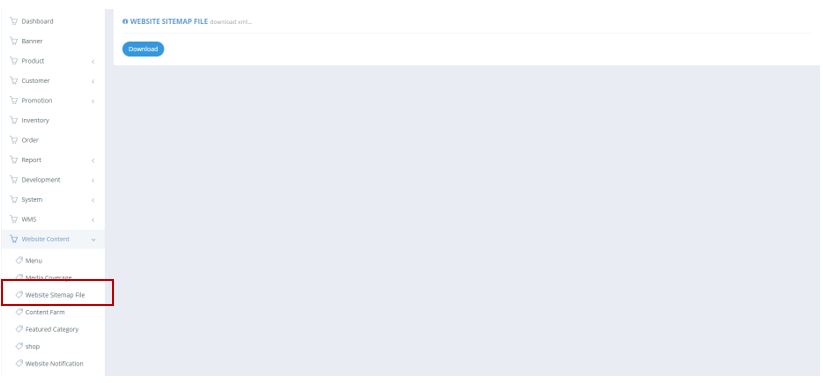 Dashboard
Banner
Product
Customer
Promotion
Inventory
Order
Report
Development
System
WMS
Website Content
Menu
Media Coverage
Website Sitemap File
Content Farm
Featured Category
shop
Website Notification
WEBSITE SITEMAP FILE download xml...
Download